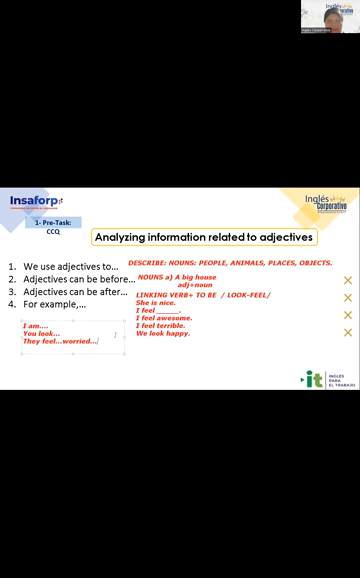 Inglés
Corporativo
Insaforp
Inglés
Corporativo
1- Pre-Task:
CCQ
Analyzing information related to adjectives
1. We use adjectives to...
DESCRIBE: NOUNS: PEOPLE, ANIMALS, PLACES, OBJECTS.
2. Adjectives can be before...
NOUNS a) A big house
adj+noun
3. Adjectives can be after...
LINKING VERB+ TO BE / LOOK-FEEL/
4. For example,...
She is nice.
I feel______.
I feel awesome.
I feel terrible.
We look happy.
I am....
You look...
They feel...worried...
it
INGLÉS
PARA
EL TRABAJO